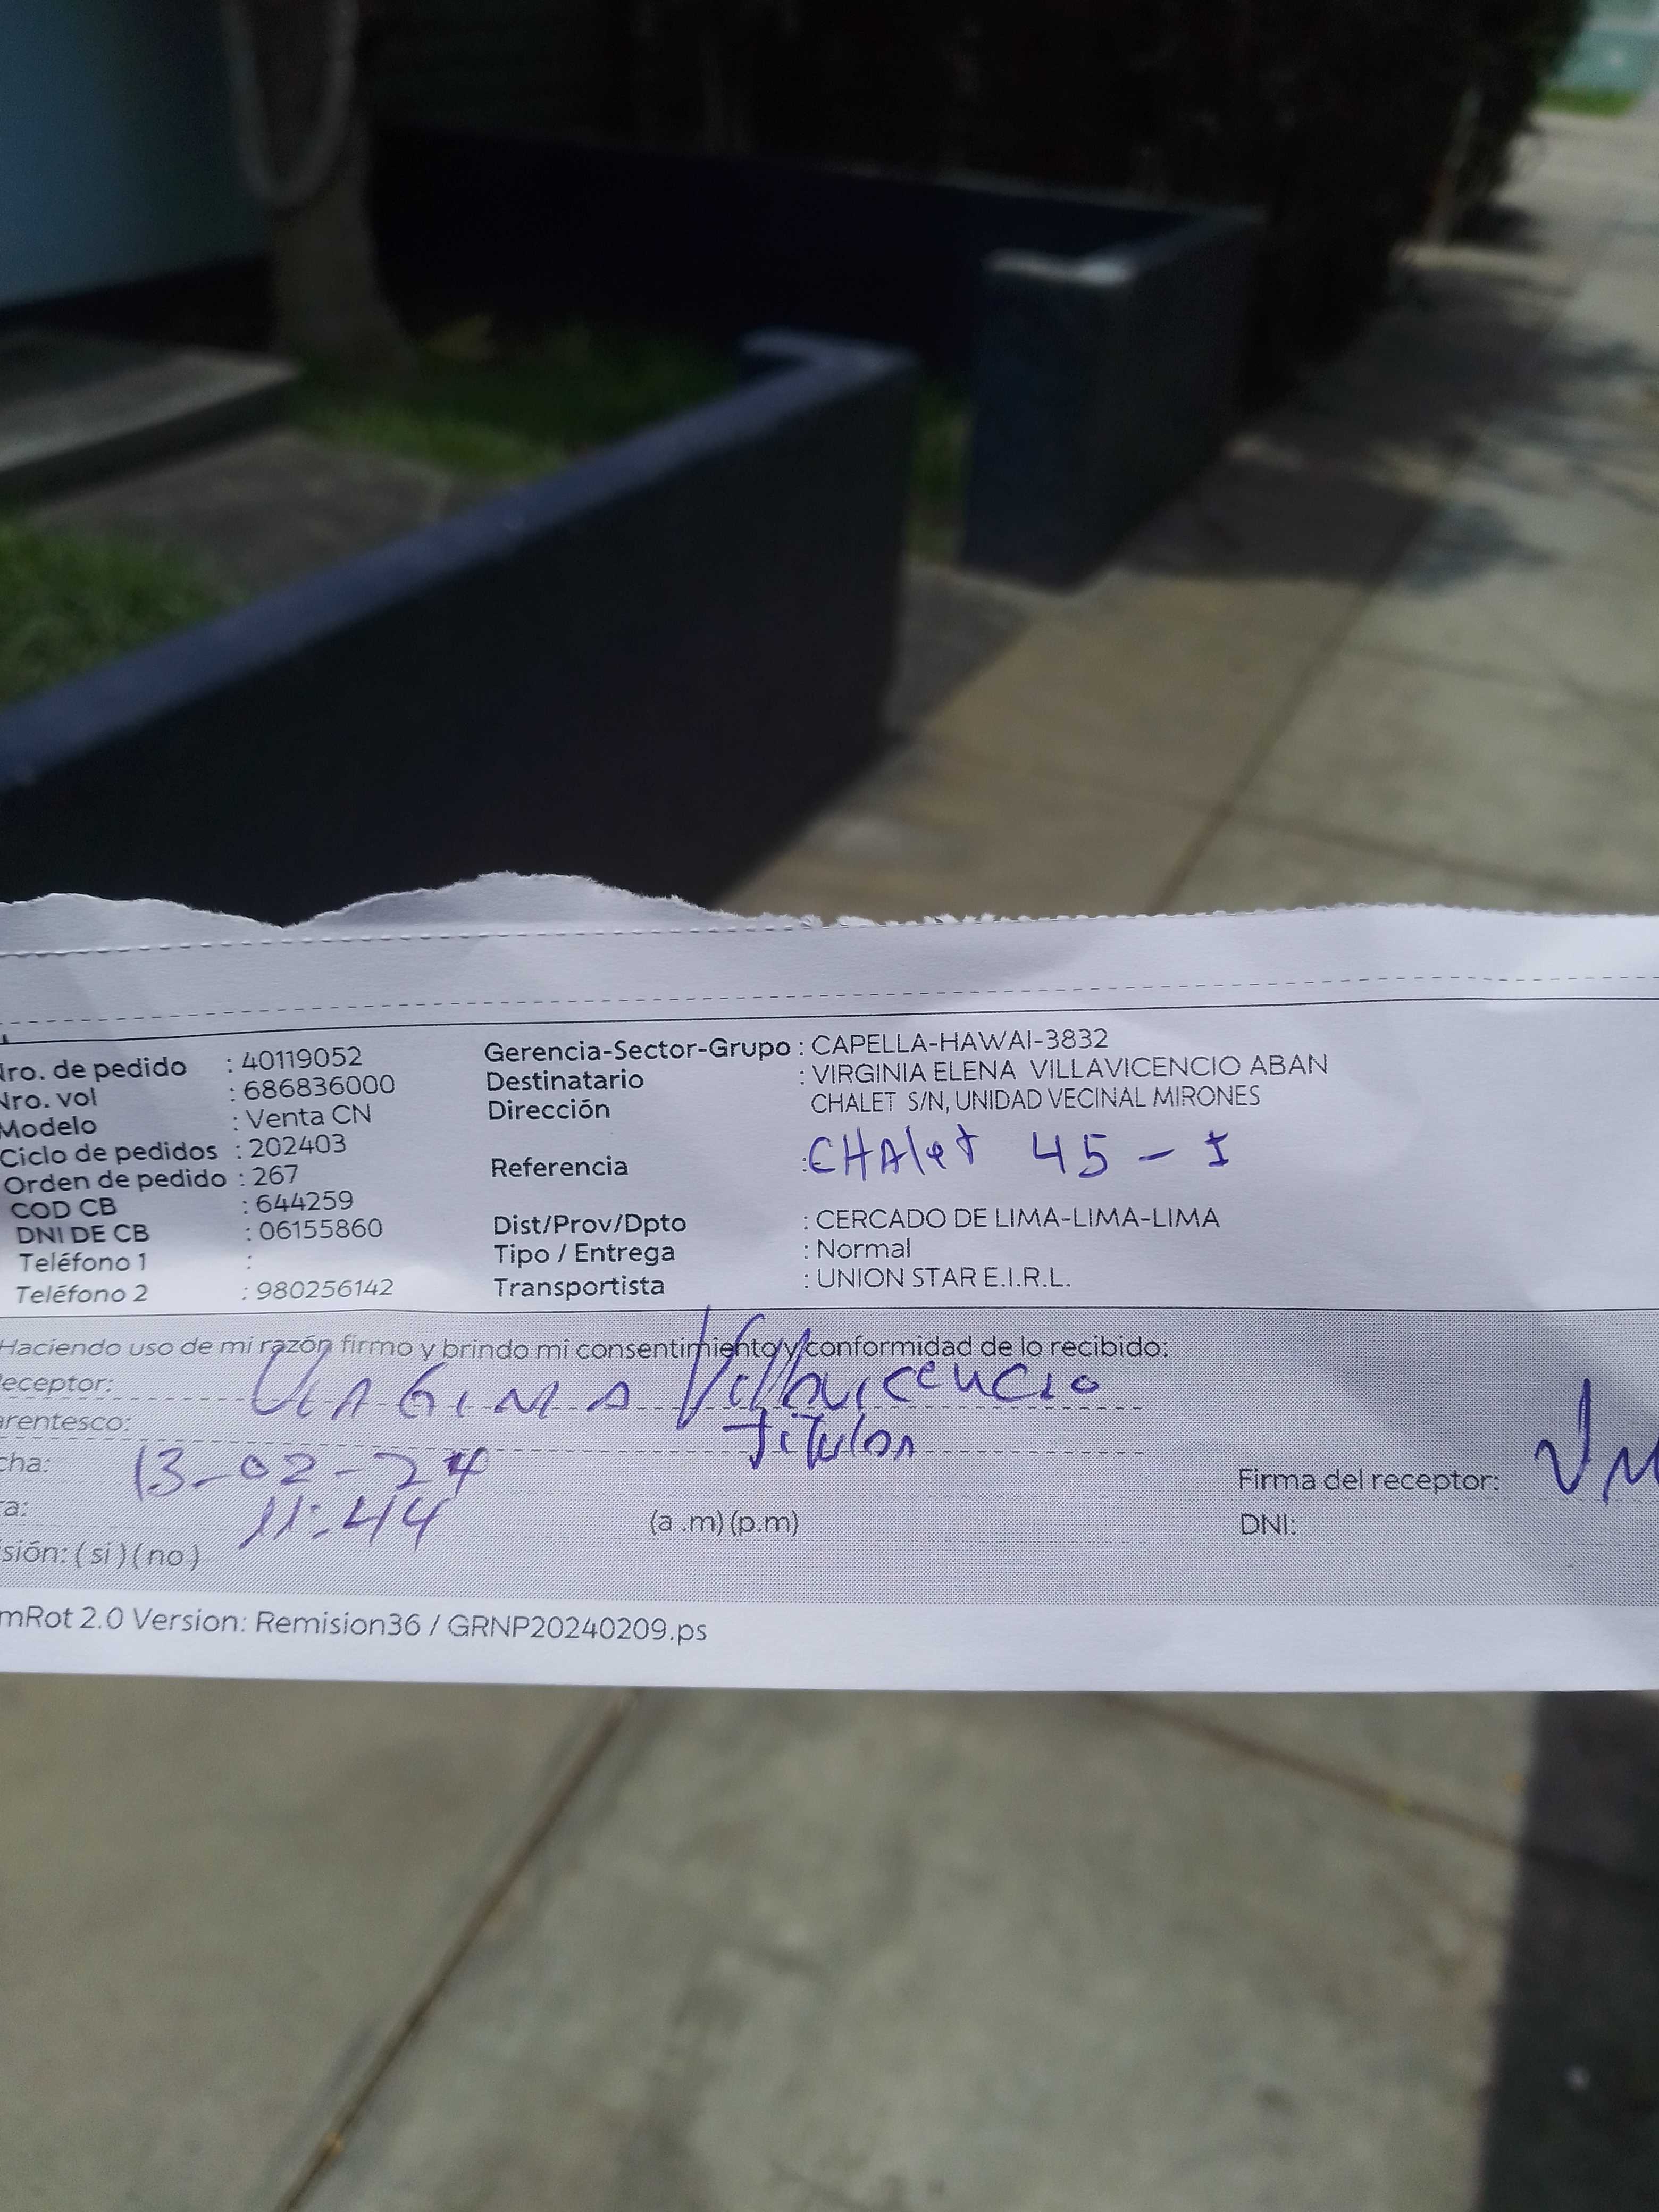 Nro. de pedido : 40119052
Nro. vol : 686836000
Modelo : Venta CN
Ciclo de pedidos : 202403
Orden de pedido : 267
COD CB : 644259
DNI DE CB : 06155860
Teléfono 1 :
Teléfono 2 : 980256142
Gerencia-Sector-Grupo : CAPELLA-HAWAI-3832
Destinatario : VIRGINIA ELENA VILLAVICENCIO ABAN
Dirección CHALET S/N, UNIDAD VECINAL MIRONES
Referencia : CHAlet 45 - I
Dist/Prov/Dpto : CERCADO DE LIMA-LIMA-LIMA
Tipo / Entrega : Normal
Transportista : UNION STAR E.I.R.L.
Haciendo uso de mi razón firmo y brindo mi consentimiento y conformidad de lo recibido:
eceptor: Villavicencio
arentesco:
cha: 13-02-24
ra: 11:44 (a .m) (p.m)
sión: ( si ) ( no )
Firma del receptor:
DNI:
mRot 2.0 Version: Remision36 / GRNP20240209.ps